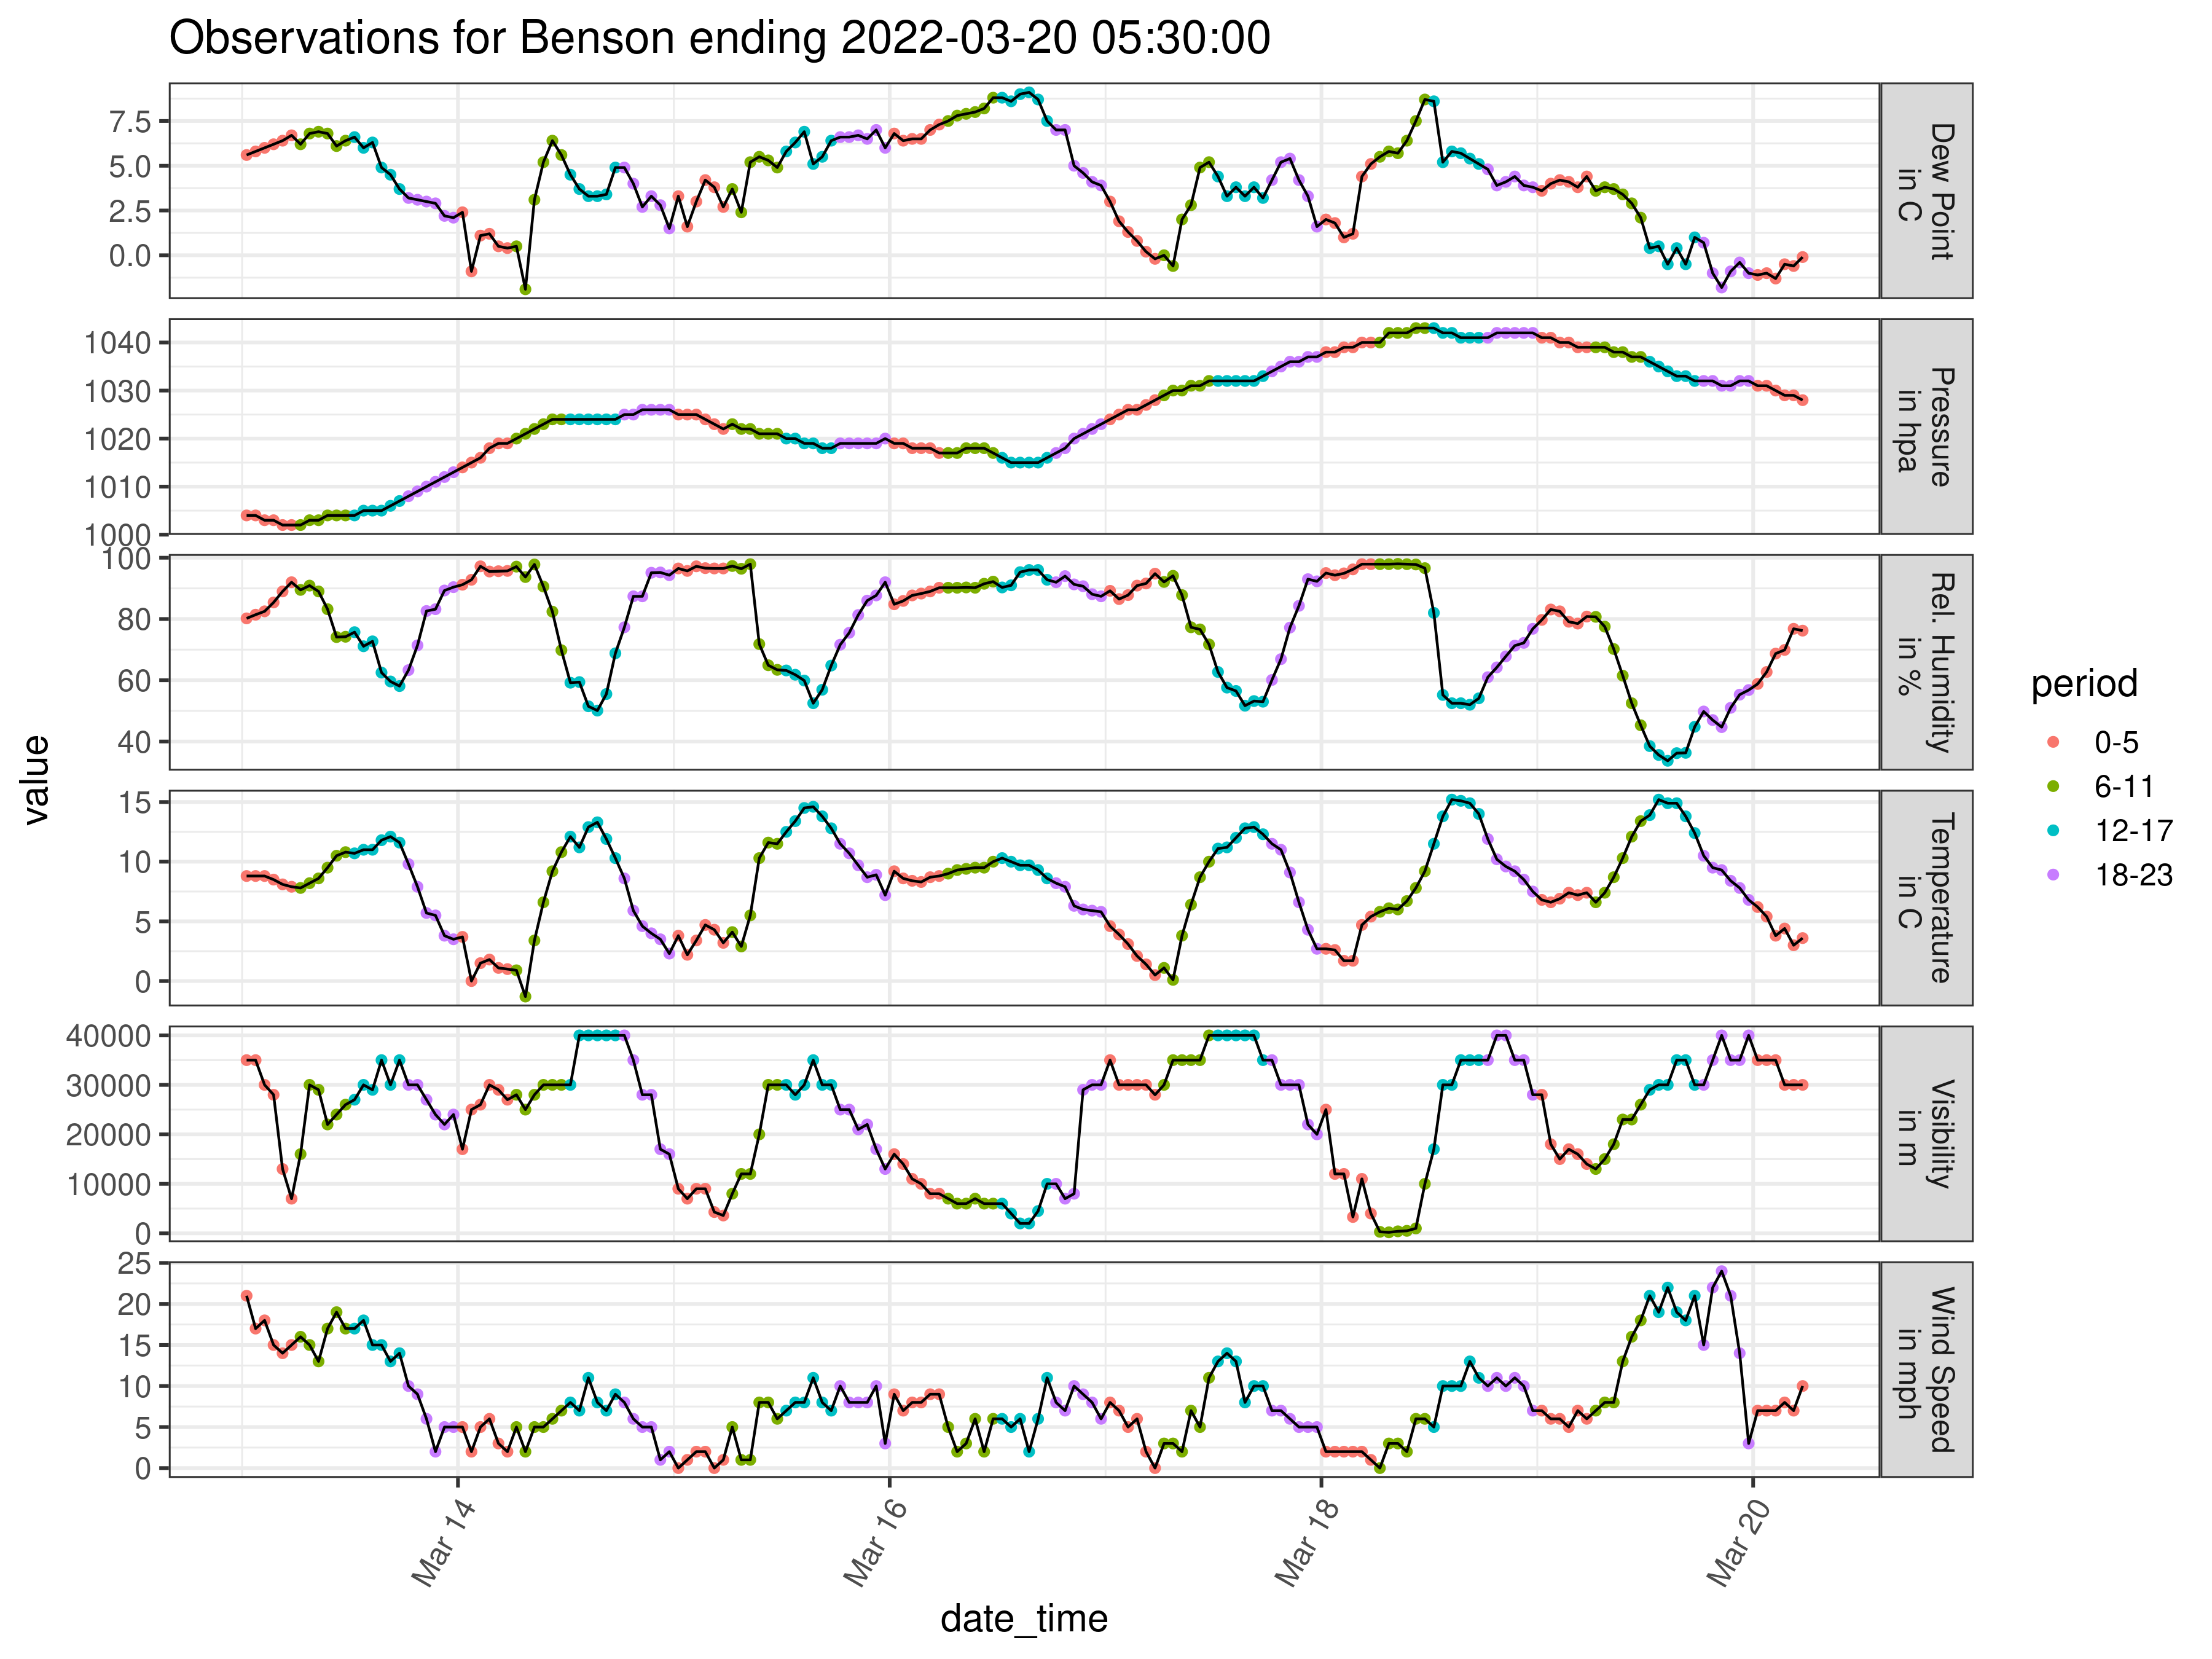 Observations for Benson ending 2022-03-20 05:30:00
7.5
5.0
2.5
0.0
Dew Point
in C
1040
1030
1020
1010
1000
Pressure
in hpa
100
80
60
40
Rel. Humidity
in %
15
10
5
0
Temperature
in C
40000
30000
20000
10000
0
Visibility
in m
25
20
15
10
5
0
Wind Speed
in mph
value
Mar 14
Mar 16
Mar 18
Mar 20
date_time
period
0-5
6-11
12-17
18-23